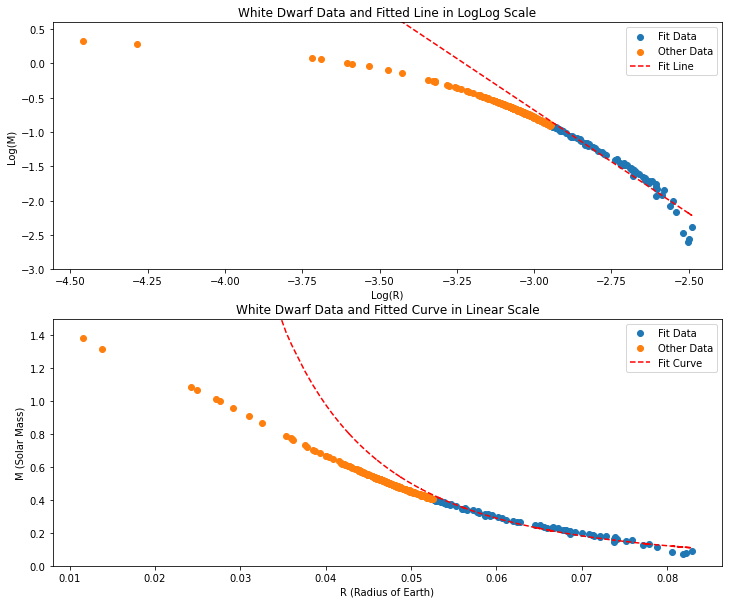 White Dwarf Data and Fitted Line in LogLog Scale
Fit Data
Other Data
Fit Line
0.5
0.0
−0.5
−1.0
−1.5
−2.0
−2.5
−3.0
Log(M)
−4.50 −4.25 −4.00 −3.75 −3.50 −3.25 −3.00 −2.75 −2.50
Log(R)
White Dwarf Data and Fitted Curve in Linear Scale
Fit Data
Other Data
Fit Curve
1.4
1.2
1.0
0.8
0.6
0.4
0.2
0.0
M (Solar Mass)
0.01 0.02 0.03 0.04 0.05 0.06 0.07 0.08
R (Radius of Earth)